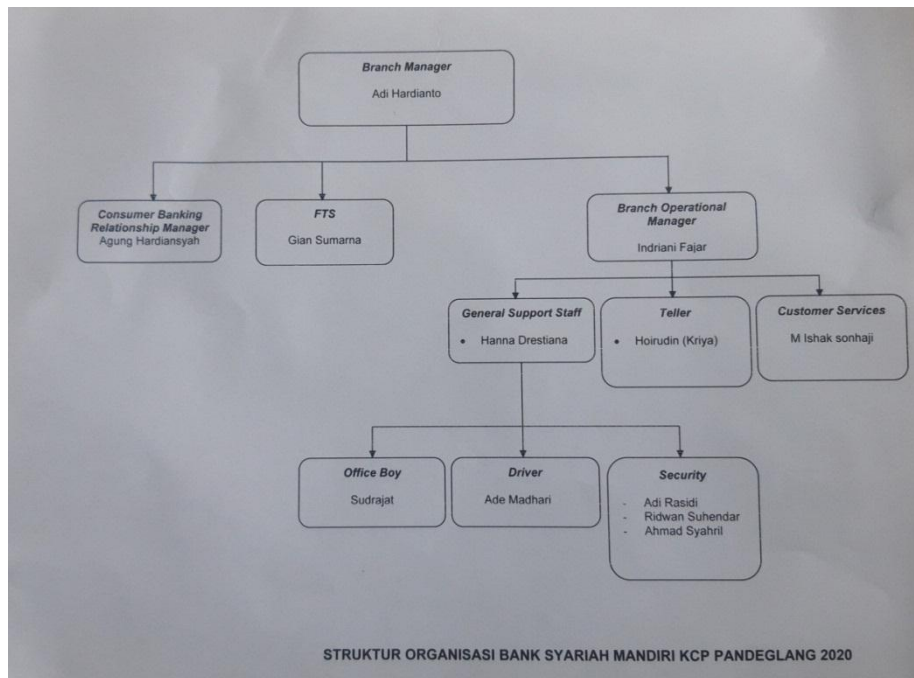 Branch Manager
Adi Hardianto
Consumer Banking
Relationship Manager
Agung Hardiansyah
FTS
Gian Sumarna
Branch Operational
Manager
Indriani Fajar
General Support Staff
• Hanna Drestiana
Teller
• Hoirudin (Kriya)
Customer Services
M Ishak sonhaji
Office Boy
Sudrajat
Driver
Ade Madhari
Security
- Adi Rasidi
- Ridwan Suhendar
- Ahmad Syahril
STRUKTUR ORGANISASI BANK SYARIAH MANDIRI KCP PANDEGLANG 2020